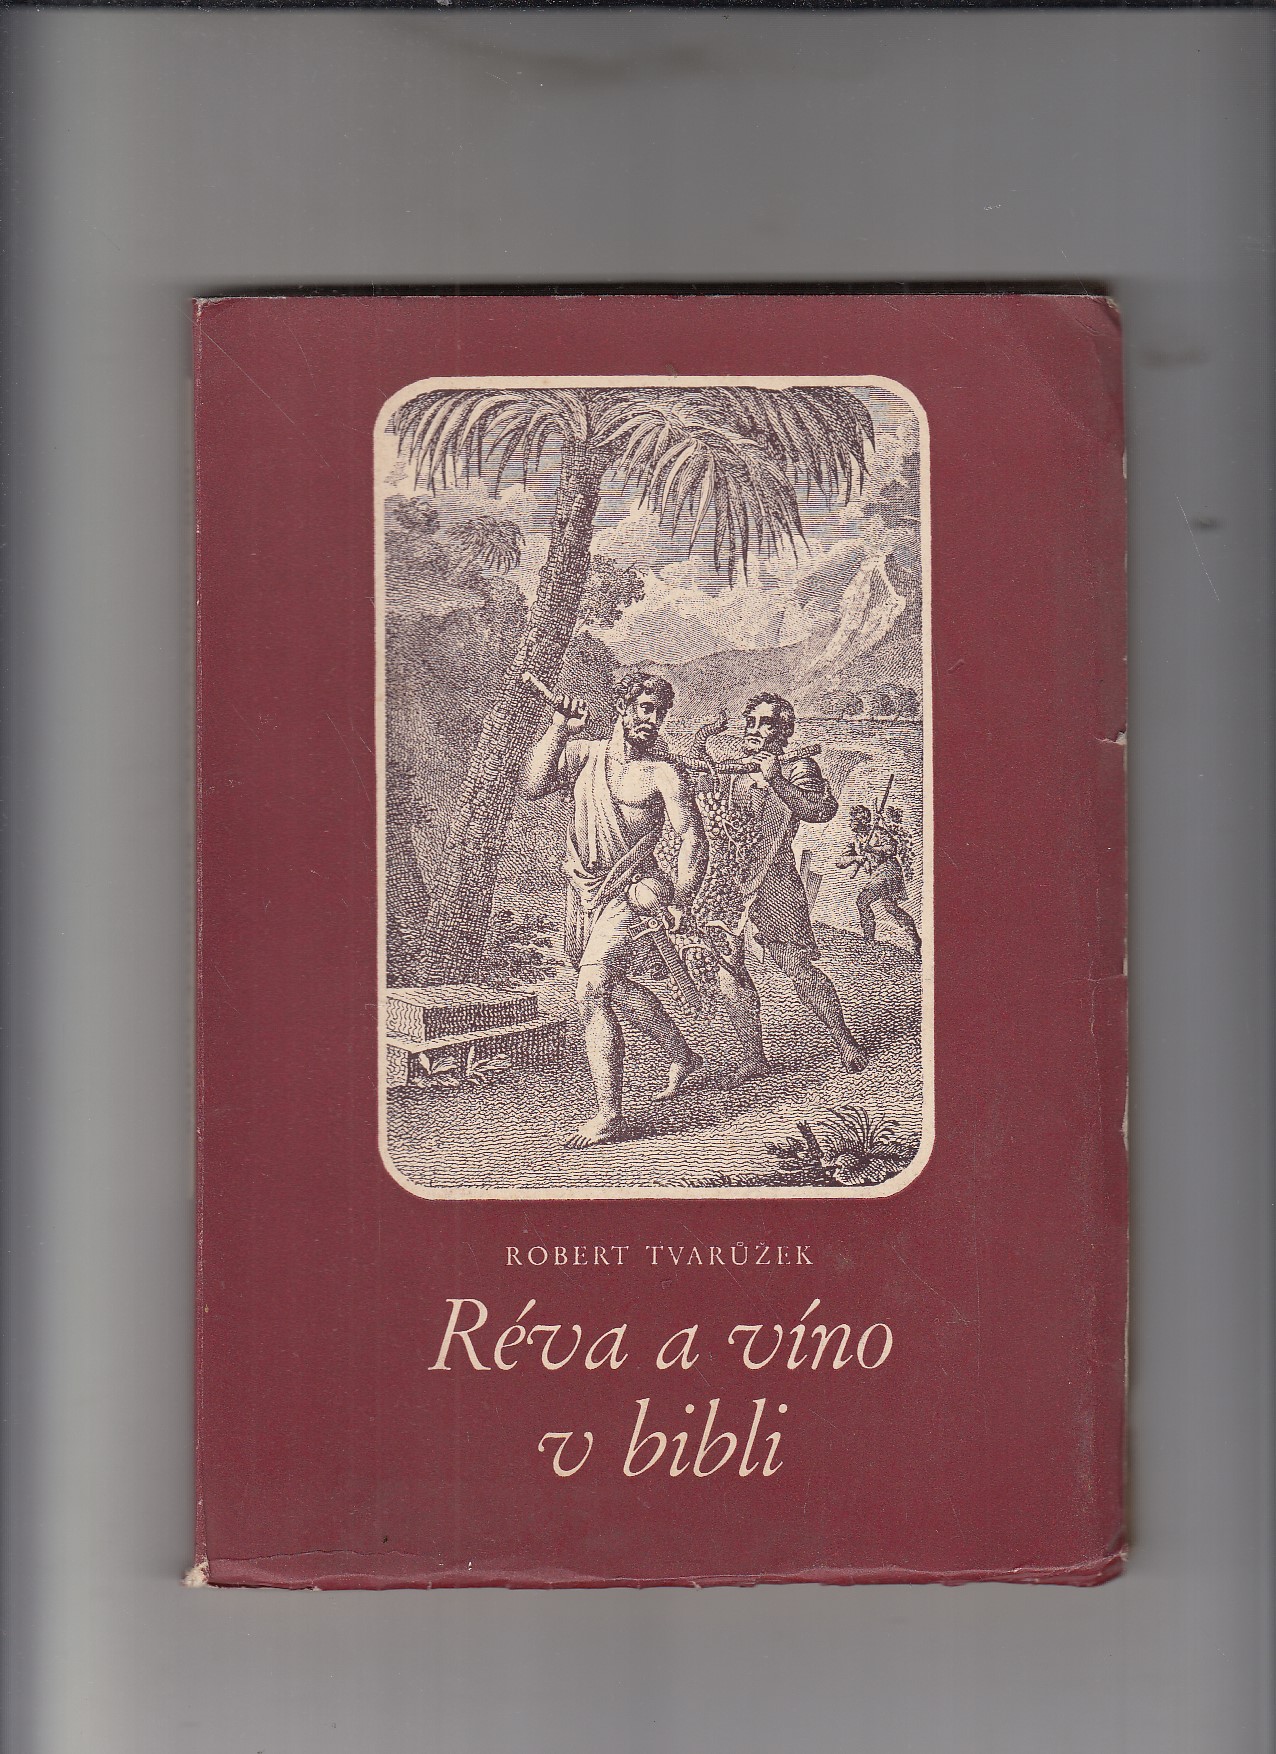 ROBERT TVARŮŽEK
Réva a víno
v bibli